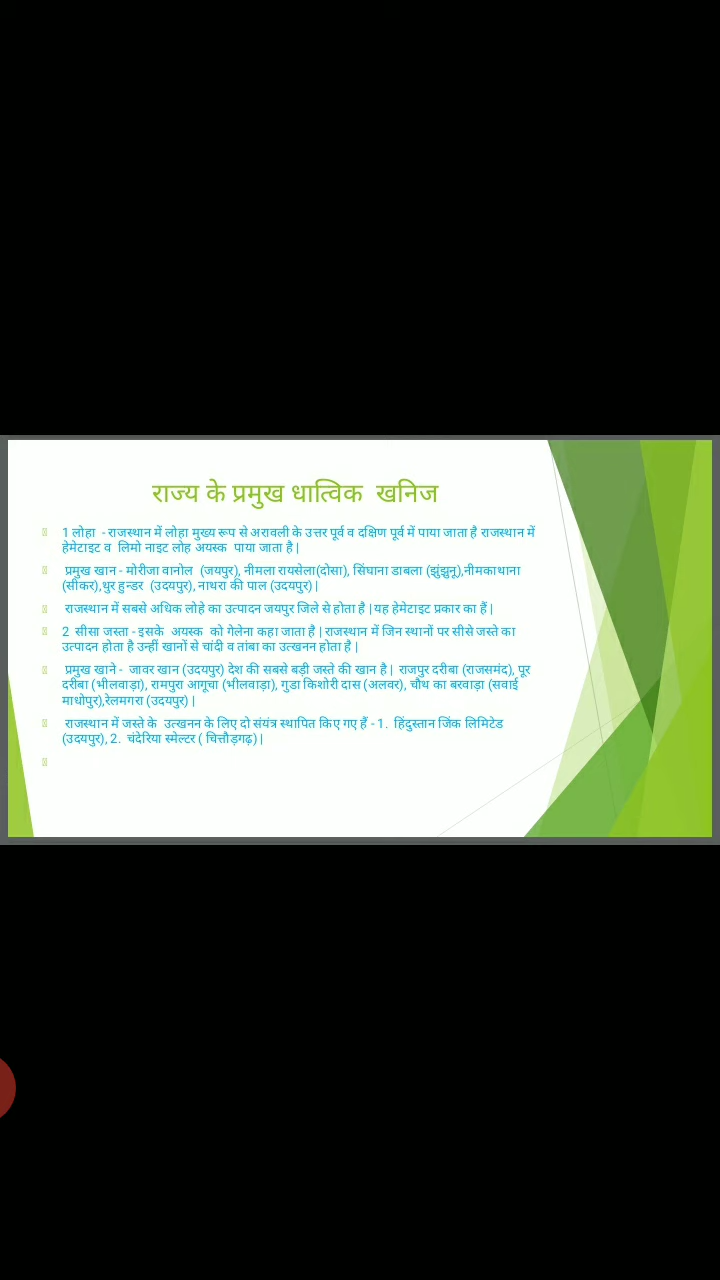 राज्य के प्रमुख धात्विक खनिज
1 लोहा - राजस्थान में लोहा मुख्य रूप से अरावली के उत्तर पूर्व व दक्षिण पूर्व में पाया जाता है राजस्थान में
हेमेटाइट व लिमो नाइट लोह अयस्क पाया जाता है |
प्रमुख खान - मोरीजा वानोल (जयपुर), नीमला रायसेला(दोसा), सिंघाना डाबला (झुंझुनू),नीमकाथाना
(सीकर),थुर हुन्डर (उदयपुर), नाथरा की पाल (उदयपुर) |
राजस्थान में सबसे अधिक लोहे का उत्पादन जयपुर जिले से होता है | यह हेमेटाइट प्रकार का हैं |
2 सीसा जस्ता - इसके अयस्क को गेलेना कहा जाता है | राजस्थान में जिन स्थानों पर सीसे जस्ते का
उत्पादन होता है उन्हीं खानों से चांदी व तांबा का उत्खनन होता है |
प्रमुख खाने - जावर खान (उदयपुर) देश की सबसे बड़ी जस्ते की खान है | राजपुर दरीबा (राजसमंद), पूर
दरीबा (भीलवाड़ा), रामपुरा आगूचा (भीलवाड़ा), गुडा किशोरी दास (अलवर), चौथ का बरवाड़ा (सवाई
माधोपुर),रेलमगरा (उदयपुर) |
राजस्थान में जस्ते के उत्खनन के लिए दो संयंत्र स्थापित किए गए हैं - 1. हिंदुस्तान जिंक लिमिटेड
(उदयपुर), 2. चंदेरिया स्मेल्टर ( चित्तौड़गढ़) |